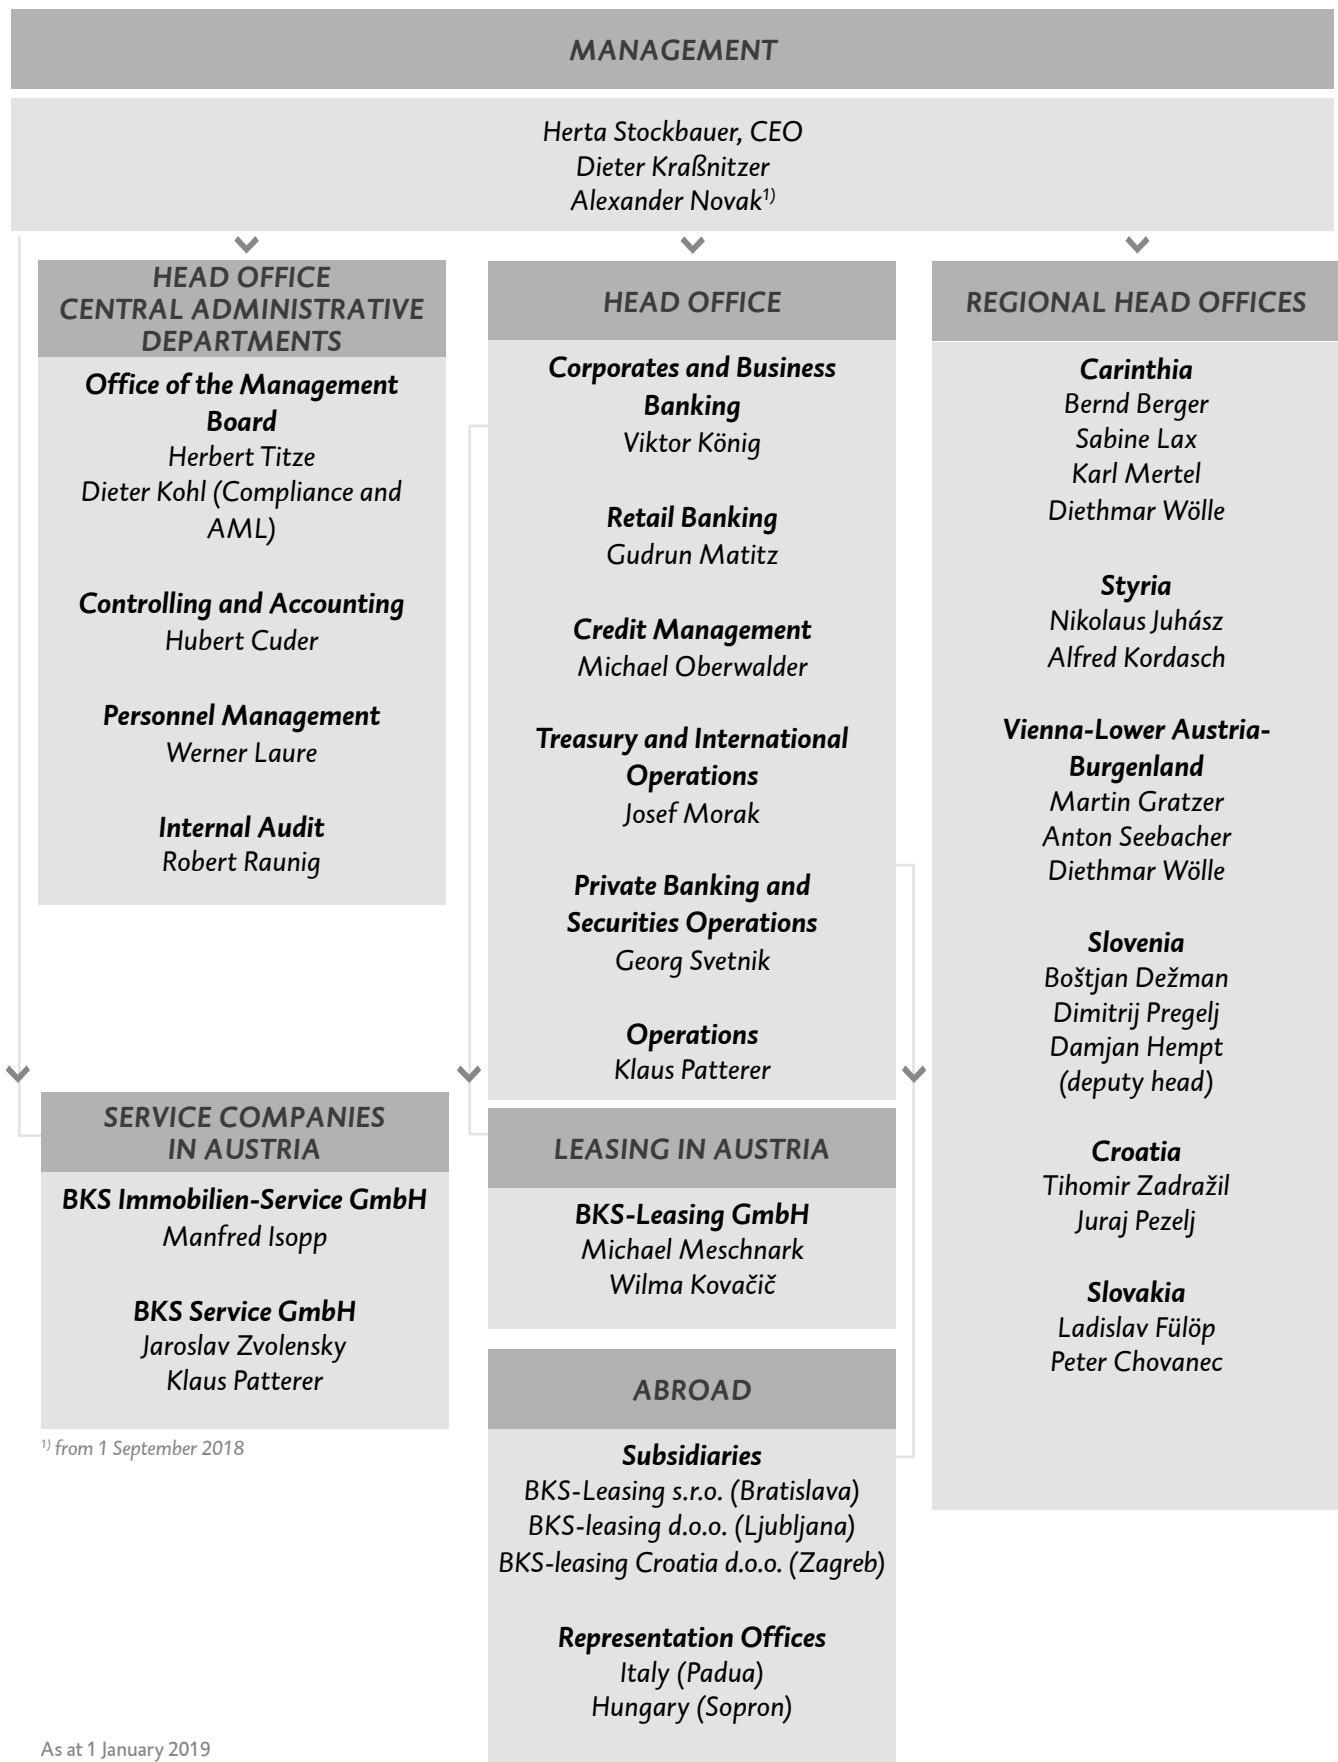 MANAGEMENT
Herta Stockbauer, CEO
Dieter Kraßnitzer
Alexander Novak¹⁾
HEAD OFFICE
CENTRAL ADMINISTRATIVE
DEPARTMENTS
Office of the Management
Board
Herbert Titze
Dieter Kohl (Compliance and
AML)
Controlling and Accounting
Hubert Cuder
Personnel Management
Werner Laure
Internal Audit
Robert Raunig
HEAD OFFICE
Corporates and Business
Banking
Viktor König
Retail Banking
Gudrun Matitz
Credit Management
Michael Oberwalder
Treasury and International
Operations
Josef Morak
Private Banking and
Securities Operations
Georg Svetnik
Operations
Klaus Patterer
REGIONAL HEAD OFFICES
Carinthia
Bernd Berger
Sabine Lax
Karl Mertel
Diethmar Wölle
Styria
Nikolaus Juhász
Alfred Kordasch
Vienna-Lower Austria-
Burgenland
Martin Gratzer
Anton Seebacher
Diethmar Wölle
Slovenia
Boštjan Dežman
Dimitrij Pregelj
Damjan Hempt
(deputy head)
Croatia
Tihomir Zadražil
Juraj Pezelj
Slovakia
Ladislav Fülöp
Peter Chovanec
SERVICE COMPANIES
IN AUSTRIA
BKS Immobilien-Service GmbH
Manfred Isopp
BKS Service GmbH
Jaroslav Zvolensky
Klaus Patterer
LEASING IN AUSTRIA
BKS-Leasing GmbH
Michael Meschnark
Wilma Kovačič
ABROAD
Subsidiaries
BKS-Leasing s.r.o. (Bratislava)
BKS-leasing d.o.o. (Ljubljana)
BKS-leasing Croatia d.o.o. (Zagreb)
Representation Offices
Italy (Padua)
Hungary (Sopron)
¹⁾ from 1 September 2018
As at 1 January 2019